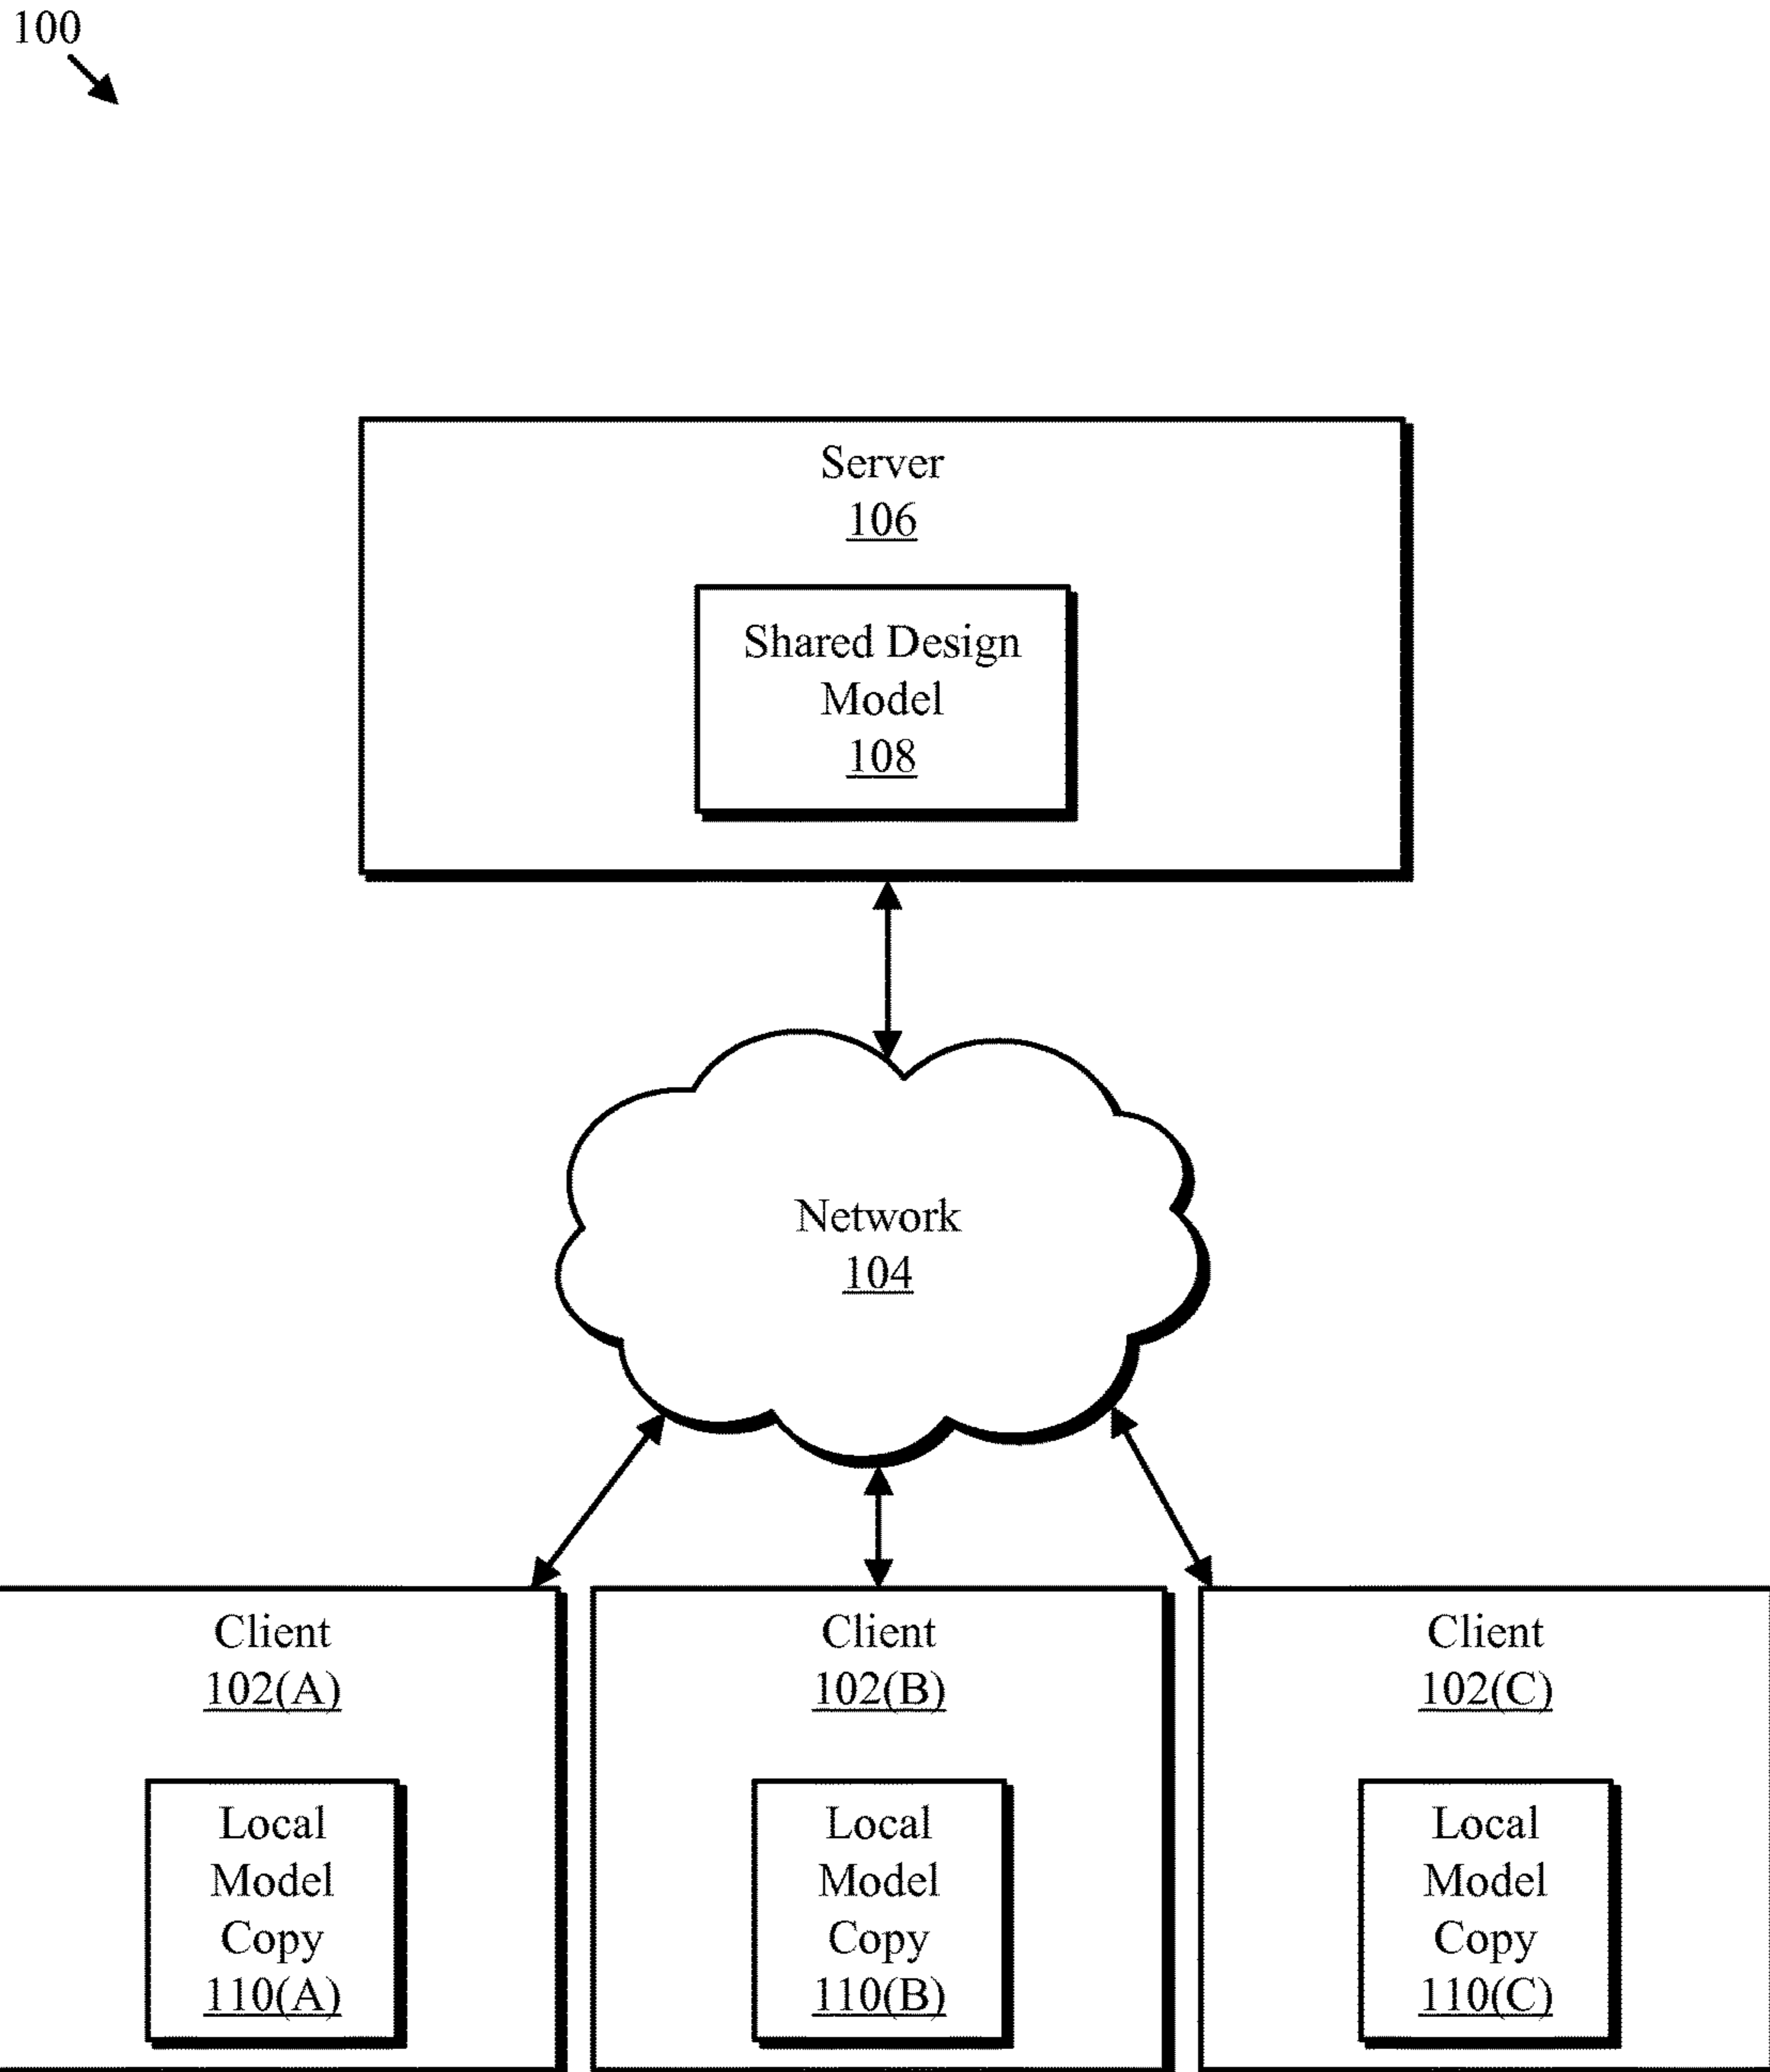 100
Server
106
Shared Design
Model
108
Network
104
Client
102(A)
Local
Model
Copy
110(A)
Client
102(B)
Local
Model
Copy
110(B)
Client
102(C)
Local
Model
Copy
110(C)